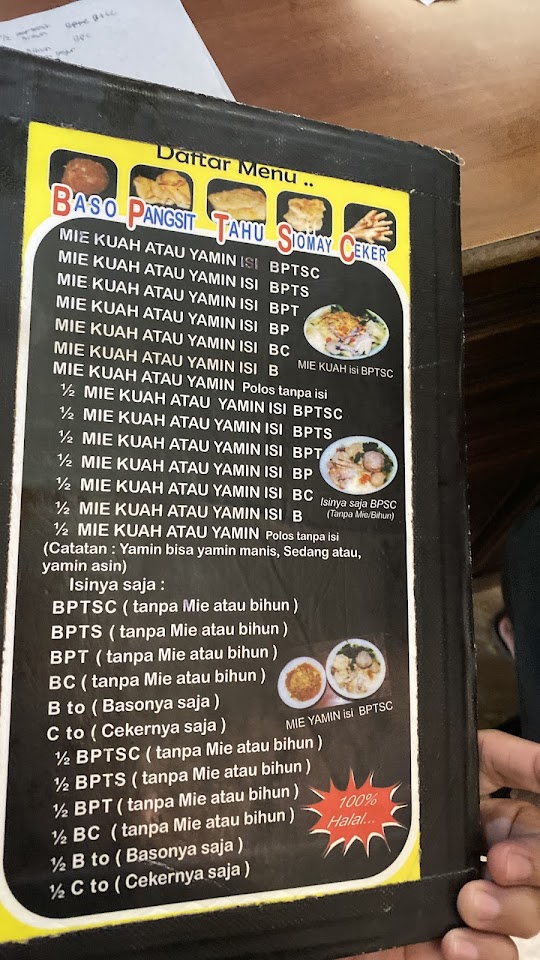 Daftar Menu ..
BASO PANGSIT TAHU SIOMAY CEKER
MIE KUAH ATAU YAMIN ISI BPTSC
MIE KUAH ATAU YAMIN ISI BPTS
MIE KUAH ATAU YAMIN ISI BPT
MIE KUAH ATAU YAMIN ISI BP
MIE KUAH ATAU YAMIN ISI BC
MIE KUAH ATAU YAMIN ISI B
MIE KUAH ATAU YAMIN Polos tanpa isi
MIE KUAH isi BPTSC
½ MIE KUAH ATAU YAMIN ISI BPTSC
½ MIE KUAH ATAU YAMIN ISI BPTS
½ MIE KUAH ATAU YAMIN ISI BPT
½ MIE KUAH ATAU YAMIN ISI BP
½ MIE KUAH ATAU YAMIN ISI BC
½ MIE KUAH ATAU YAMIN ISI B
½ MIE KUAH ATAU YAMIN Polos tanpa isi
Isinya saja BPSC
(Tanpa Mie/Bihun)
(Catatan : Yamin bisa yamin manis, Sedang atau,
yamin asin)
Isinya saja :
BPTSC ( tanpa Mie atau bihun )
BPTS ( tanpa Mie atau bihun )
BPT ( tanpa Mie atau bihun )
BC ( tanpa Mie atau bihun )
B to ( Basonya saja )
C to ( Cekernya saja )
MIE YAMIN isi BPTSC
½ BPTSC ( tanpa Mie atau bihun )
½ BPTS ( tanpa Mie atau bihun )
½ BPT ( tanpa Mie atau bihun )
½ BC ( tanpa Mie atau bihun )
½ B to ( Basonya saja )
½ C to ( Cekernya saja )
100%
Halal...